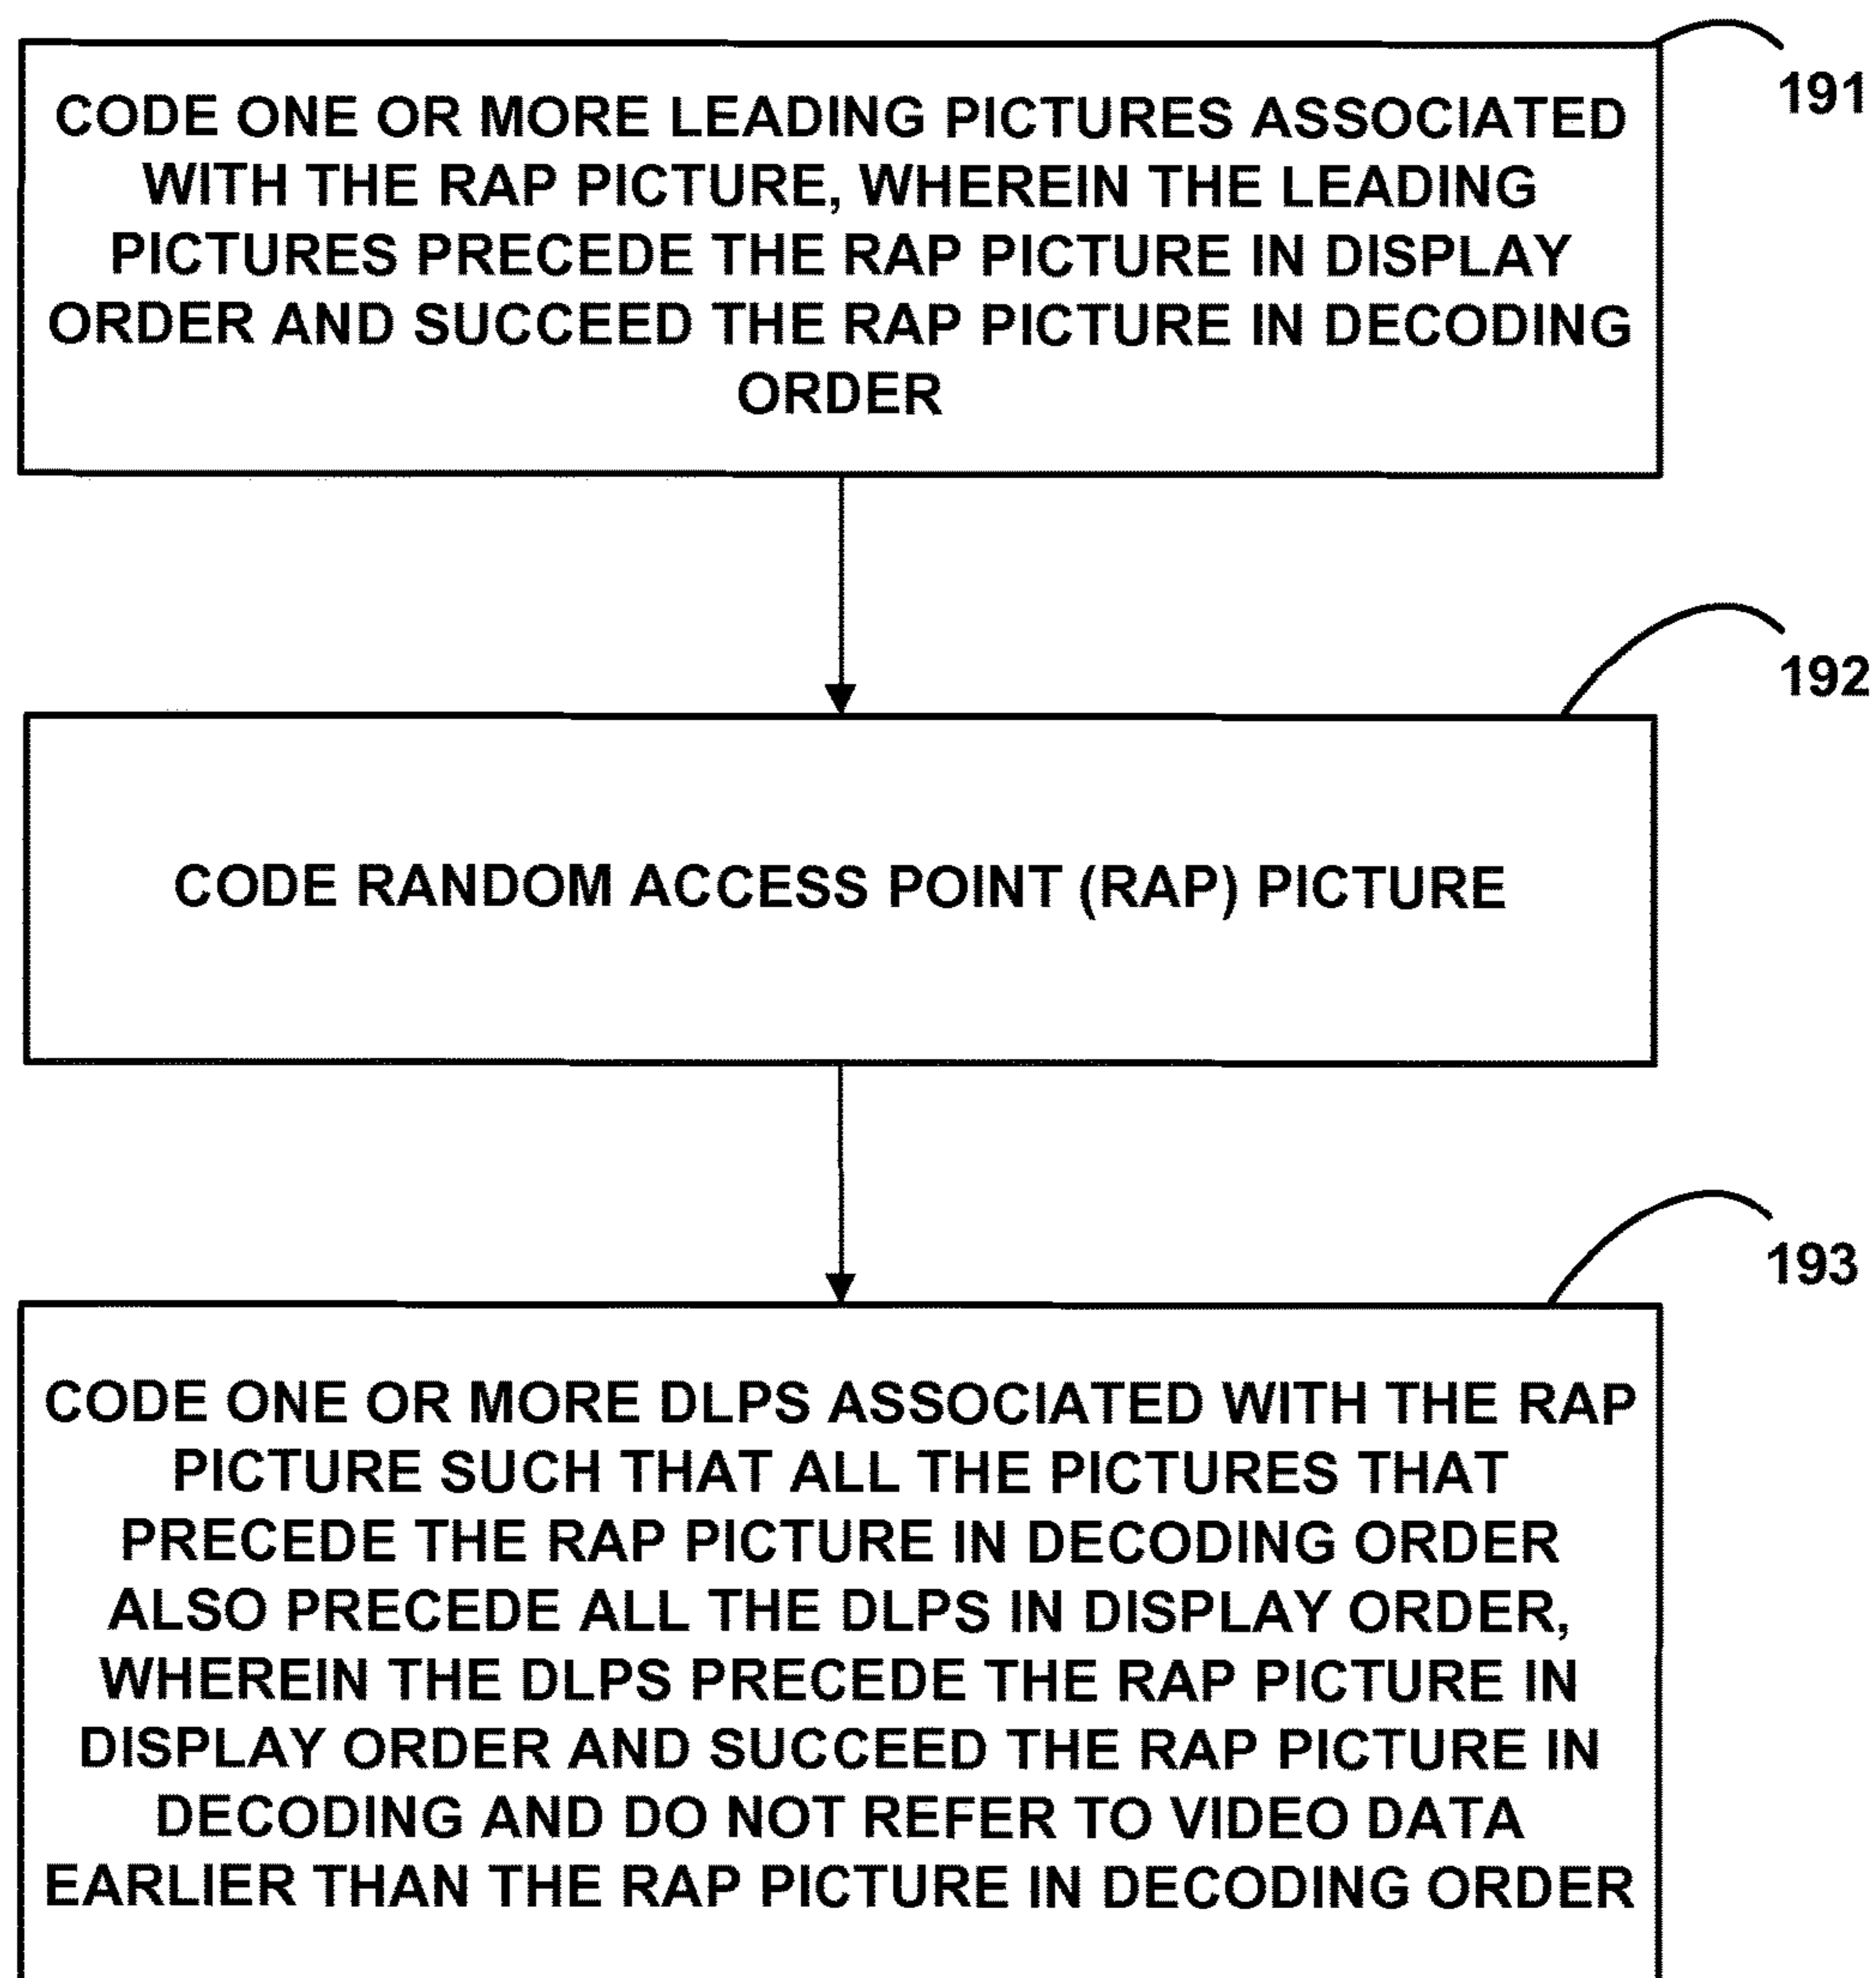 191
CODE ONE OR MORE LEADING PICTURES ASSOCIATED
WITH THE RAP PICTURE, WHEREIN THE LEADING
PICTURES PRECEDE THE RAP PICTURE IN DISPLAY
ORDER AND SUCCEED THE RAP PICTURE IN DECODING
ORDER
192
CODE RANDOM ACCESS POINT (RAP) PICTURE
193
CODE ONE OR MORE DLPS ASSOCIATED WITH THE RAP
PICTURE SUCH THAT ALL THE PICTURES THAT
PRECEDE THE RAP PICTURE IN DECODING ORDER
ALSO PRECEDE ALL THE DLPS IN DISPLAY ORDER,
WHEREIN THE DLPS PRECEDE THE RAP PICTURE IN
DISPLAY ORDER AND SUCCEED THE RAP PICTURE IN
DECODING AND DO NOT REFER TO VIDEO DATA
EARLIER THAN THE RAP PICTURE IN DECODING ORDER